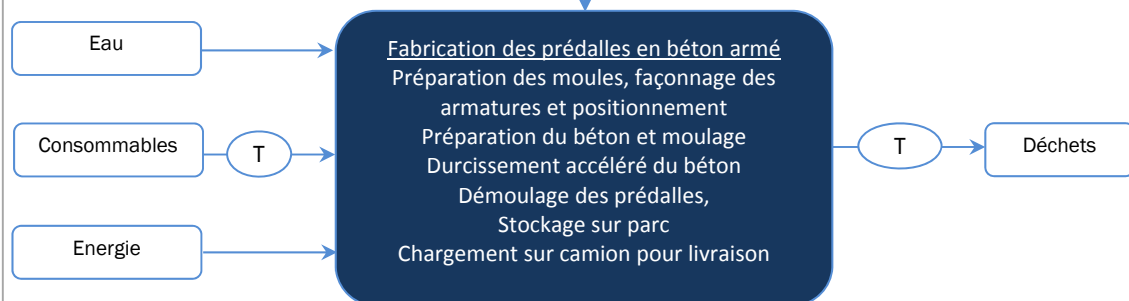 Eau
Consommables
T
Energie
Fabrication des prédalles en béton armé
Préparation des moules, façonnage des
armatures et positionnement
Préparation du béton et moulage
Durcissement accéléré du béton
Démoulage des prédalles,
Stockage sur parc
Chargement sur camion pour livraison
T
Déchets